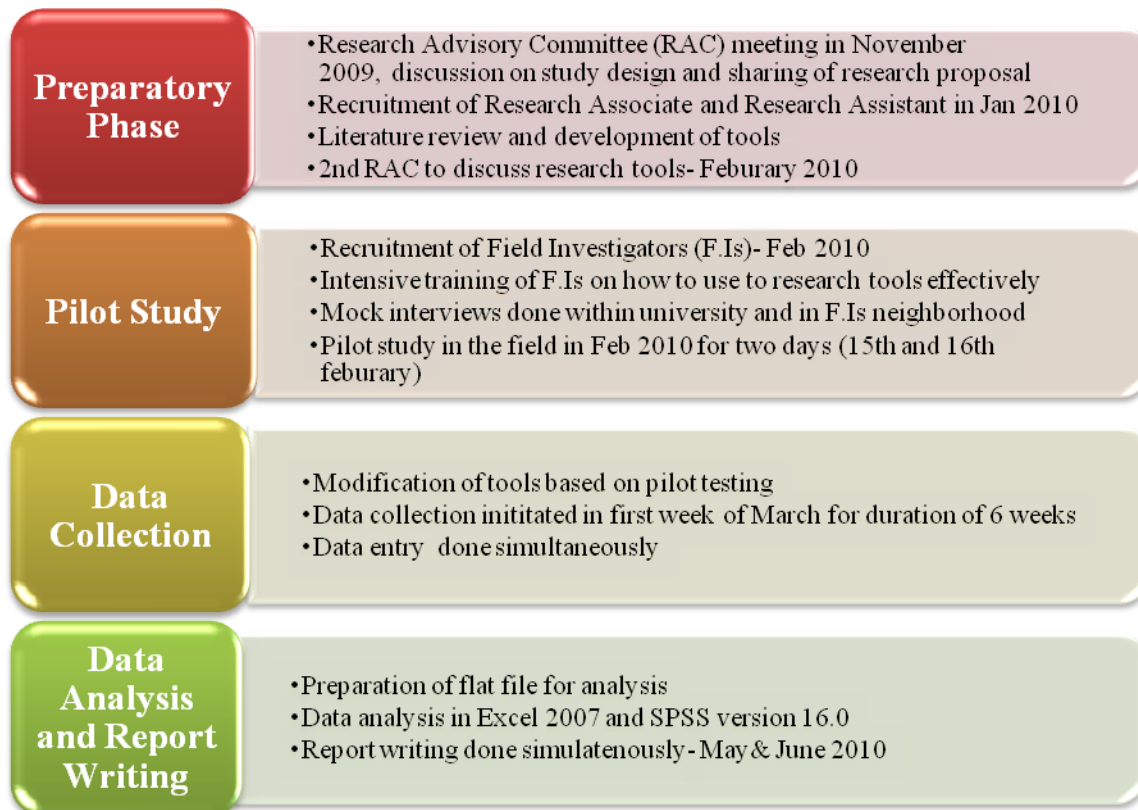 Preparatory
Phase
•Research Advisory Committee (RAC) meeting in November
2009, discussion on study design and sharing of research proposal
•Recruitment of Research Associate and Research Assistant in Jan 2010
•Literature review and development of tools
•2nd RAC to discuss research tools- Feburary 2010
Pilot Study
•Recruitment of Field Investigators (F.Is)- Feb 2010
•Intensive training of F.Is on how to use to research tools effectively
•Mock interviews done within university and in F.Is neighborhood
•Pilot study in the field in Feb 2010 for two days (15th and 16th
feburary)
Data
Collection
•Modification of tools based on pilot testing
•Data collection inititated in first week of March for duration of 6 weeks
•Data entry done simultaneously
Data
Analysis
and Report
Writing
•Preparation of flat file for analysis
•Data analysis in Excel 2007 and SPSS version 16.0
•Report writing done simulatenously- May & June 2010